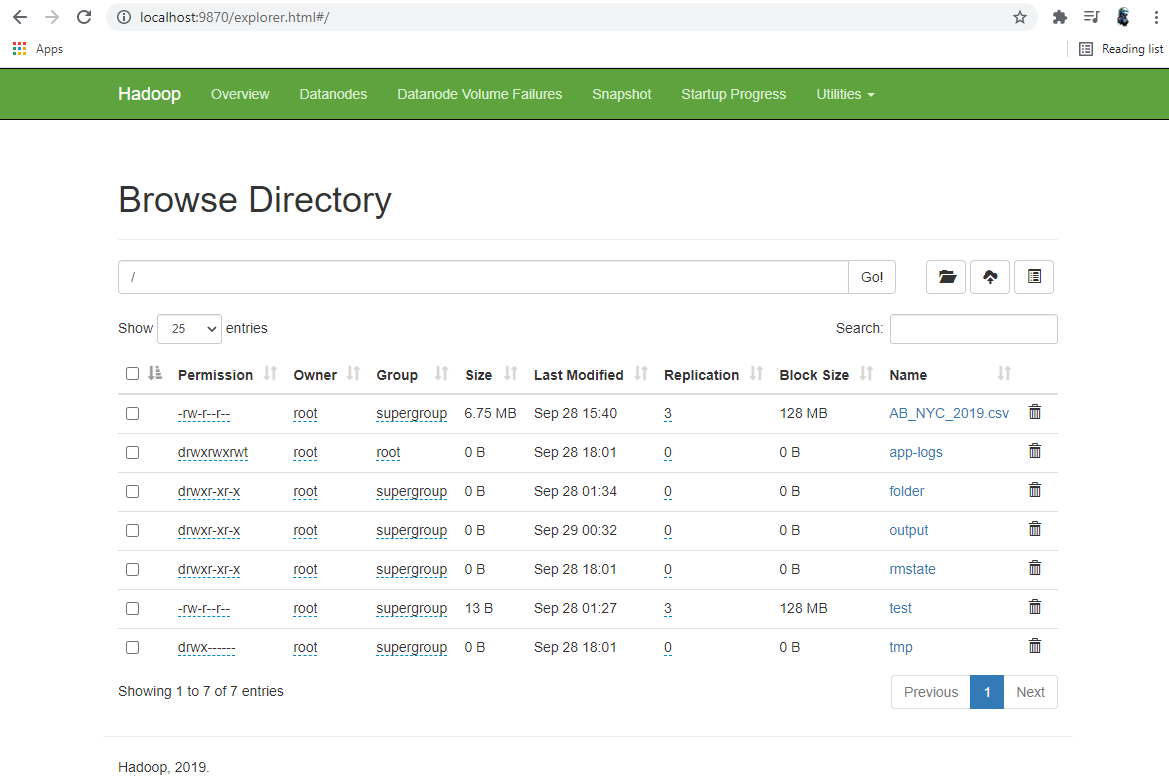 localhost:9870/explorer.html#/
Apps
Reading list
Hadoop Overview Datanodes Datanode Volume Failures Snapshot Startup Progress Utilities
Browse Directory
/ Go!
Show 25 entries Search:
Permission Owner Group Size Last Modified Replication Block Size Name
-rw-r--r-- root supergroup 6.75 MB Sep 28 15:40 3 128 MB AB_NYC_2019.csv
drwxrwxrwt root root 0 B Sep 28 18:01 0 0 B app-logs
drwxr-xr-x root supergroup 0 B Sep 28 01:34 0 0 B folder
drwxr-xr-x root supergroup 0 B Sep 29 00:32 0 0 B output
drwxr-xr-x root supergroup 0 B Sep 28 18:01 0 0 B rmstate
-rw-r--r-- root supergroup 13 B Sep 28 01:27 3 128 MB test
drwx------ root supergroup 0 B Sep 28 18:01 0 0 B tmp
Showing 1 to 7 of 7 entries Previous 1 Next
Hadoop, 2019.